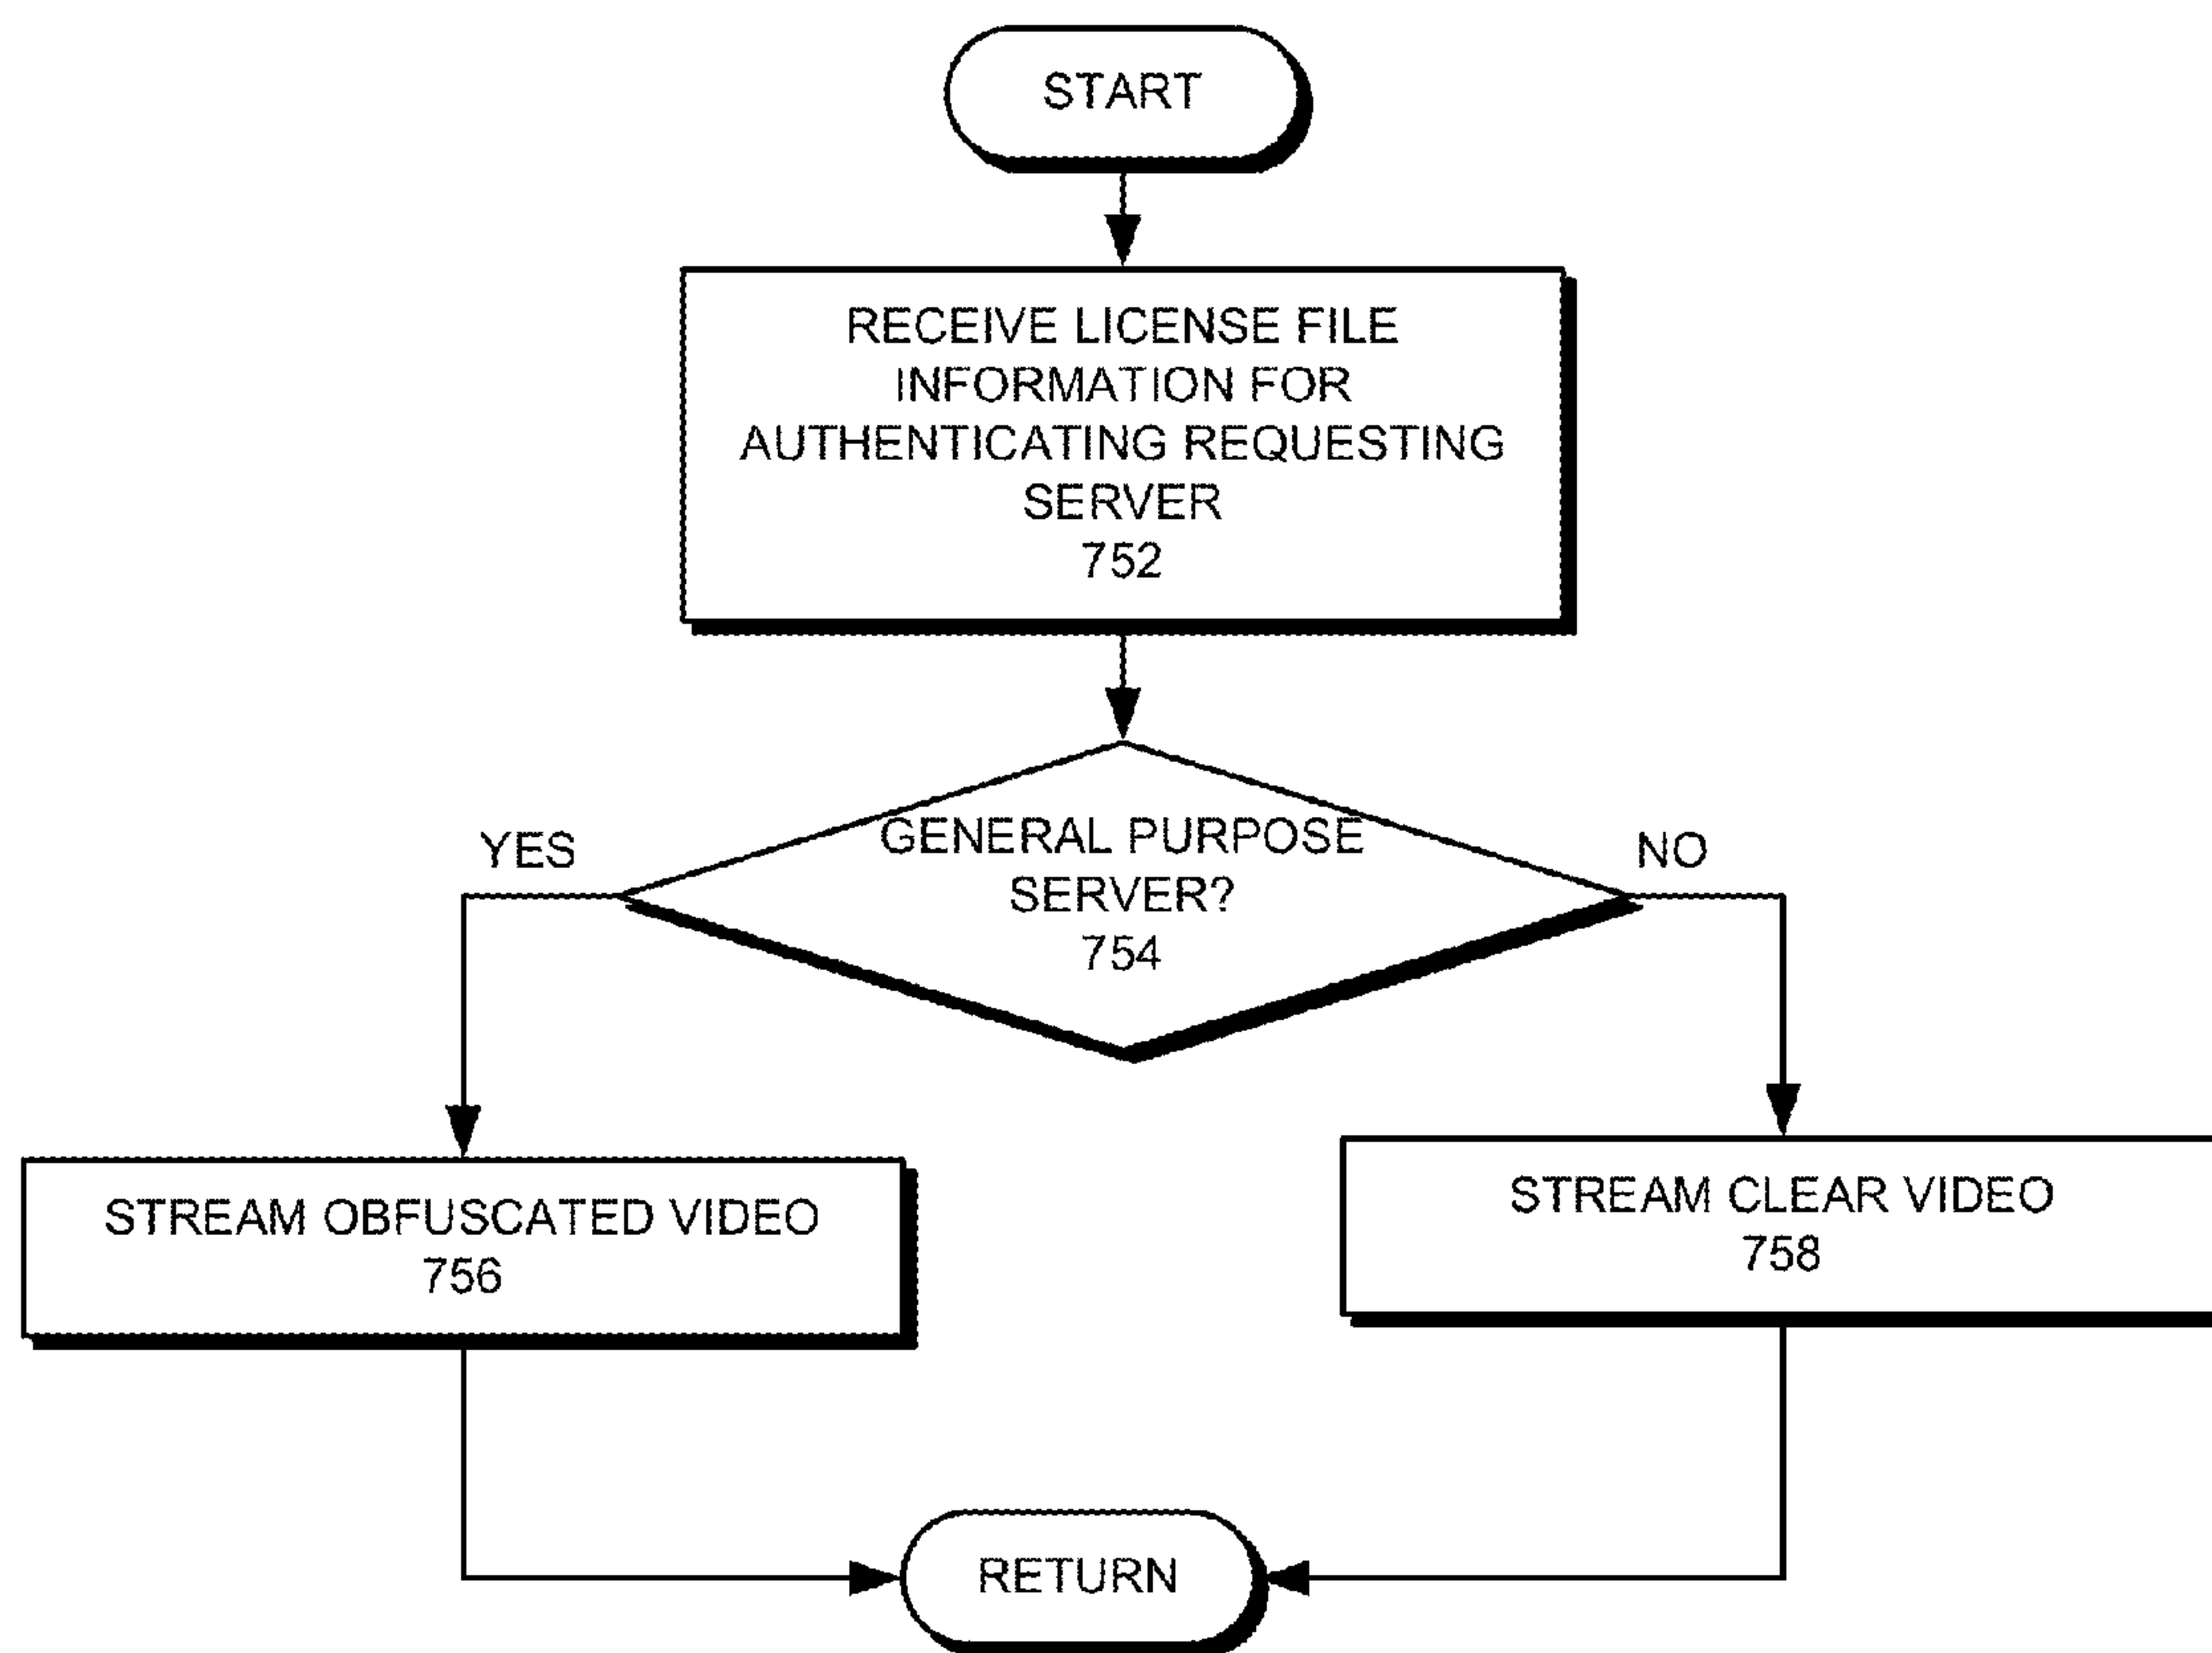 START
RECEIVE LICENSE FILE
INFORMATION FOR
AUTHENTICATING REQUESTING
SERVER
752
GENERAL PURPOSE
SERVER?
754
YES
NO
STREAM OBFUSCATED VIDEO
756
STREAM CLEAR VIDEO
758
RETURN